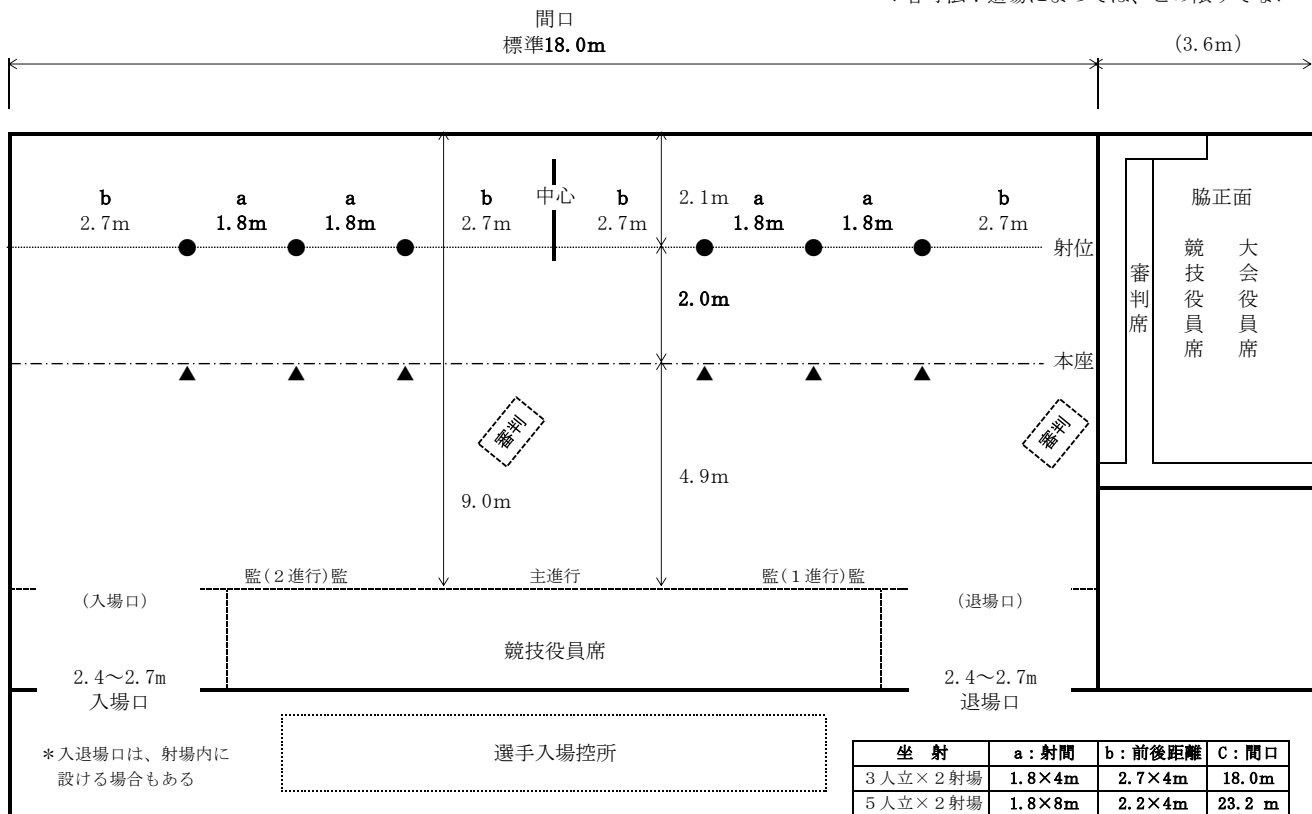 間口
標準18.0m
(3.6m)
b a a b 中心 b 2.1m a a b
2.7m 1.8m 1.8m 2.7m 2.7m 1.8m 1.8m 2.7m
脇正面
射位
大会役員席
競技役員席
審判席
2.0m
本座
審判
審判
4.9m
9.0m
監(2進行)監 主進行 監(1進行)監
(入場口) (退場口)
競技役員席
2.4～2.7m 2.4～2.7m
入場口 退場口
＊入退場口は、射場内に
設ける場合もある
選手入場控所
坐 射 a：射間 b：前後距離 C：間口
3人立×2射場 1.8×4m 2.7×4m 18.0m
5人立×2射場 1.8×8m 2.2×4m 23.2 m